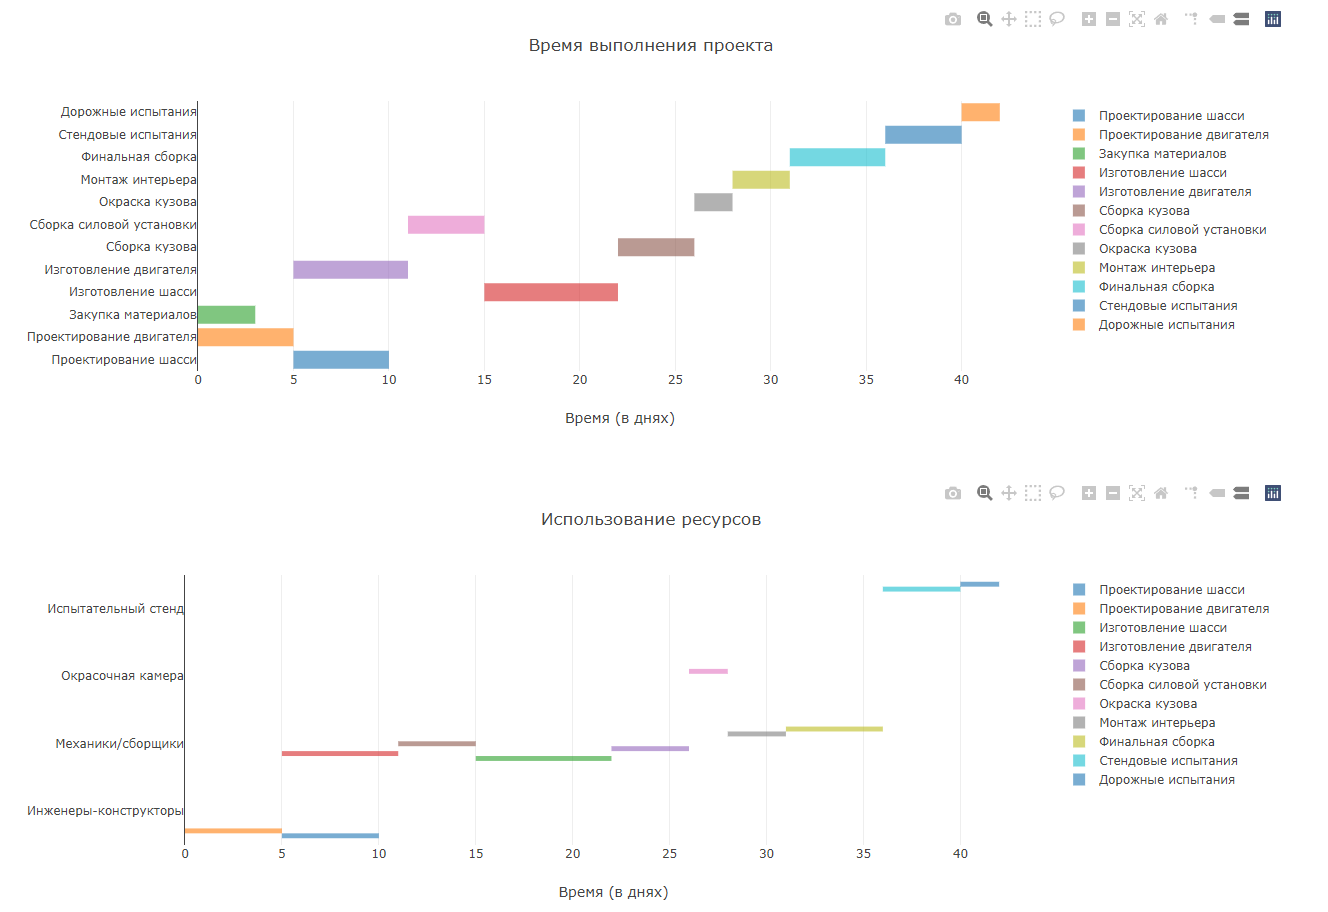 Время выполнения проекта
Дорожные испытания
Стендовые испытания
Финальная сборка
Монтаж интерьера
Окраска кузова
Сборка силовой установки
Сборка кузова
Изготовление двигателя
Изготовление шасси
Закупка материалов
Проектирование двигателя
Проектирование шасси
0 5 10 15 20 25 30 35 40
Время (в днях)
Проектирование шасси
Проектирование двигателя
Закупка материалов
Изготовление шасси
Изготовление двигателя
Сборка кузова
Сборка силовой установки
Окраска кузова
Монтаж интерьера
Финальная сборка
Стендовые испытания
Дорожные испытания
Использование ресурсов
Испытательный стенд
Окрасочная камера
Механики/сборщики
Инженеры-конструкторы
0 5 10 15 20 25 30 35 40
Время (в днях)
Проектирование шасси
Проектирование двигателя
Изготовление шасси
Изготовление двигателя
Сборка кузова
Сборка силовой установки
Окраска кузова
Монтаж интерьера
Финальная сборка
Стендовые испытания
Дорожные испытания